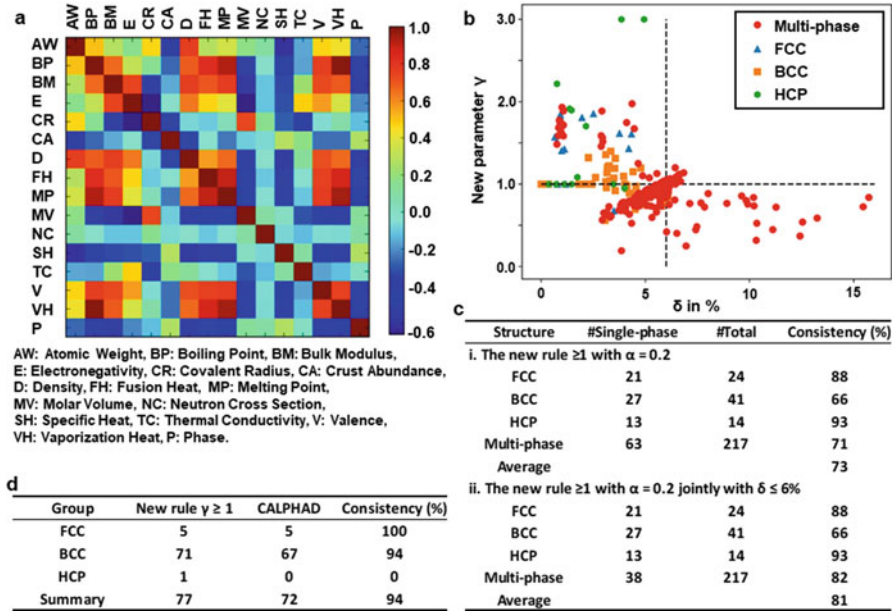 a
AW BP BM E CR CA D FH MP MV NC SH TC V VH P
AW
BP
BM
E
CR
CA
D
FH
MP
MV
NC
SH
TC
V
VH
P
1.0
0.8
0.6
0.4
0.2
0.0
-0.2
-0.4
-0.6
AW: Atomic Weight, BP: Boiling Point, BM: Bulk Modulus,
E: Electronegativity, CR: Covalent Radius, CA: Crust Abundance,
D: Density, FH: Fusion Heat, MP: Melting Point,
MV: Molar Volume, NC: Neutron Cross Section,
SH: Specific Heat, TC: Thermal Conductivity, V: Valence,
VH: Vaporization Heat, P: Phase.
b
New parameter γ
3.0
2.0
1.0
0.0
0 5 10 15
δ in %
Multi-phase
FCC
BCC
HCP
c
Structure #Single-phase #Total Consistency (%)
i. The new rule ≥1 with α = 0.2
FCC 21 24 88
BCC 27 41 66
HCP 13 14 93
Multi-phase 63 217 71
Average 73
ii. The new rule ≥1 with α = 0.2 jointly with δ ≤ 6%
FCC 21 24 88
BCC 27 41 66
HCP 13 14 93
Multi-phase 38 217 82
Average 81
d
Group New rule γ ≥ 1 CALPHAD Consistency (%)
FCC 5 5 100
BCC 71 67 94
HCP 1 0 0
Summary 77 72 94